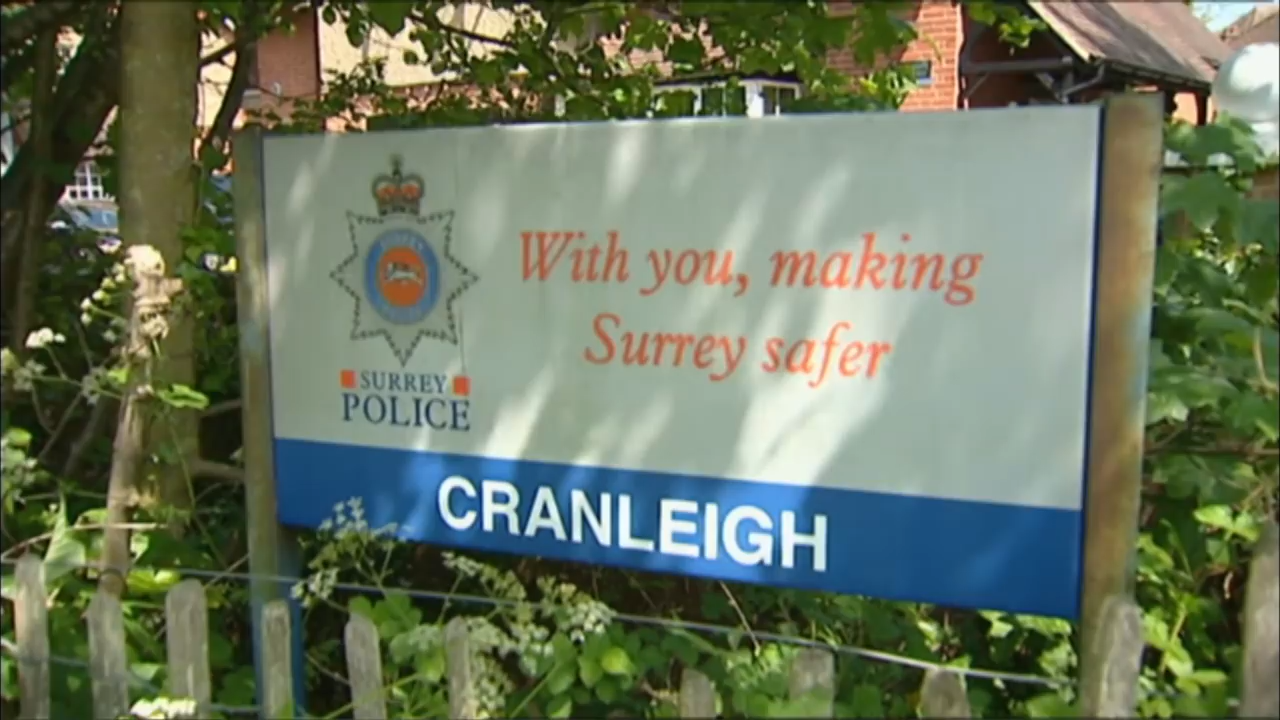 With you, making
Surrey safer
SURREY
POLICE
CRANLEIGH